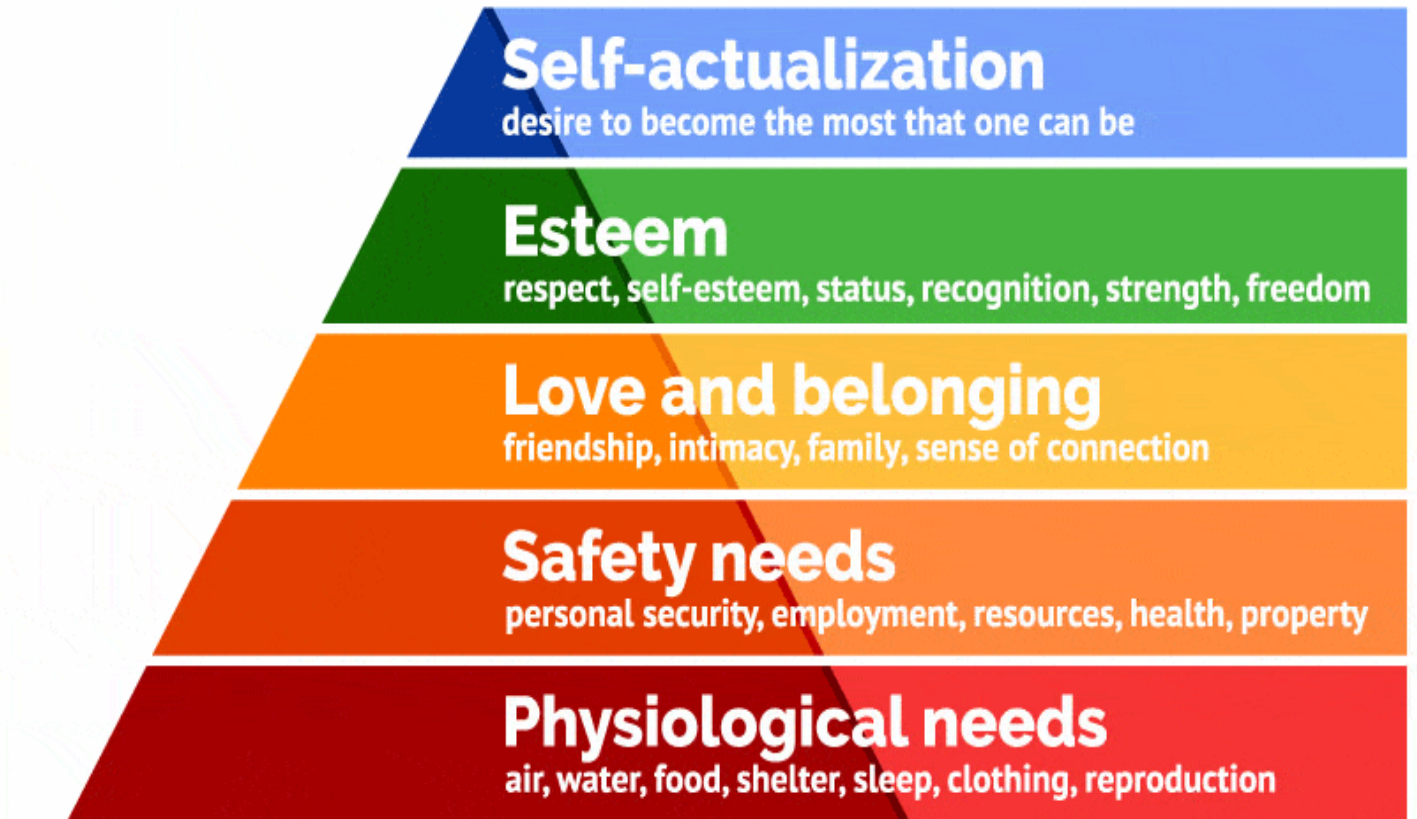 Self-actualization
desire to become the most that one can be
Esteem
respect, self-esteem, status, recognition, strength, freedom
Love and belonging
friendship, intimacy, family, sense of connection
Safety needs
personal security, employment, resources, health, property
Physiological needs
air, water, food, shelter, sleep, clothing, reproduction